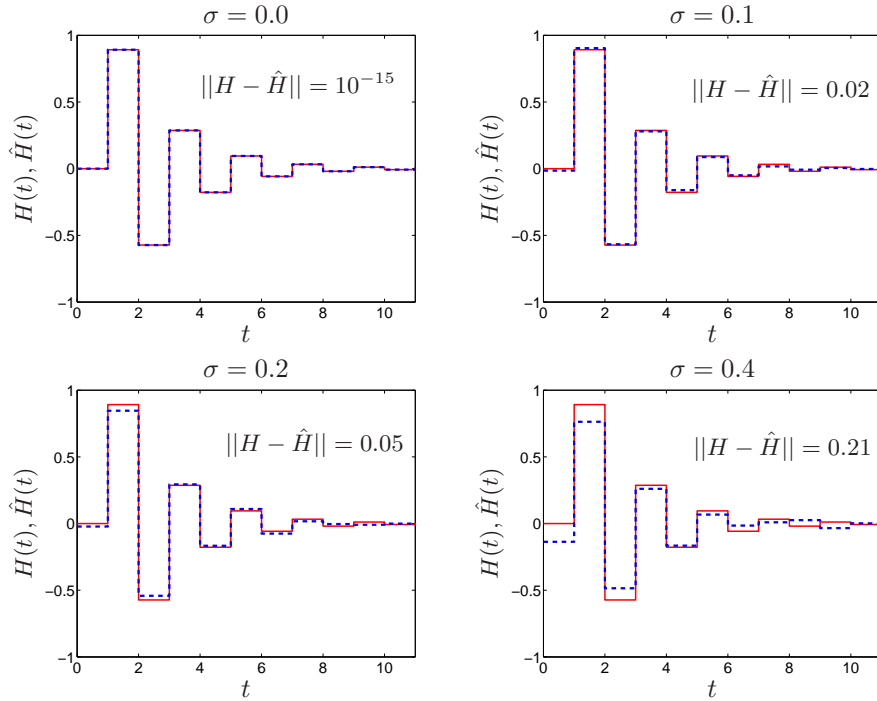 σ = 0.0
||H − Ĥ|| = 10⁻¹⁵
H(t), Ĥ(t)
1
0.5
0
−0.5
−1
0 2 4 6 8 10
t
σ = 0.1
||H − Ĥ|| = 0.02
H(t), Ĥ(t)
1
0.5
0
−0.5
−1
0 2 4 6 8 10
t
σ = 0.2
||H − Ĥ|| = 0.05
H(t), Ĥ(t)
1
0.5
0
−0.5
−1
0 2 4 6 8 10
t
σ = 0.4
||H − Ĥ|| = 0.21
H(t), Ĥ(t)
1
0.5
0
−0.5
−1
0 2 4 6 8 10
t